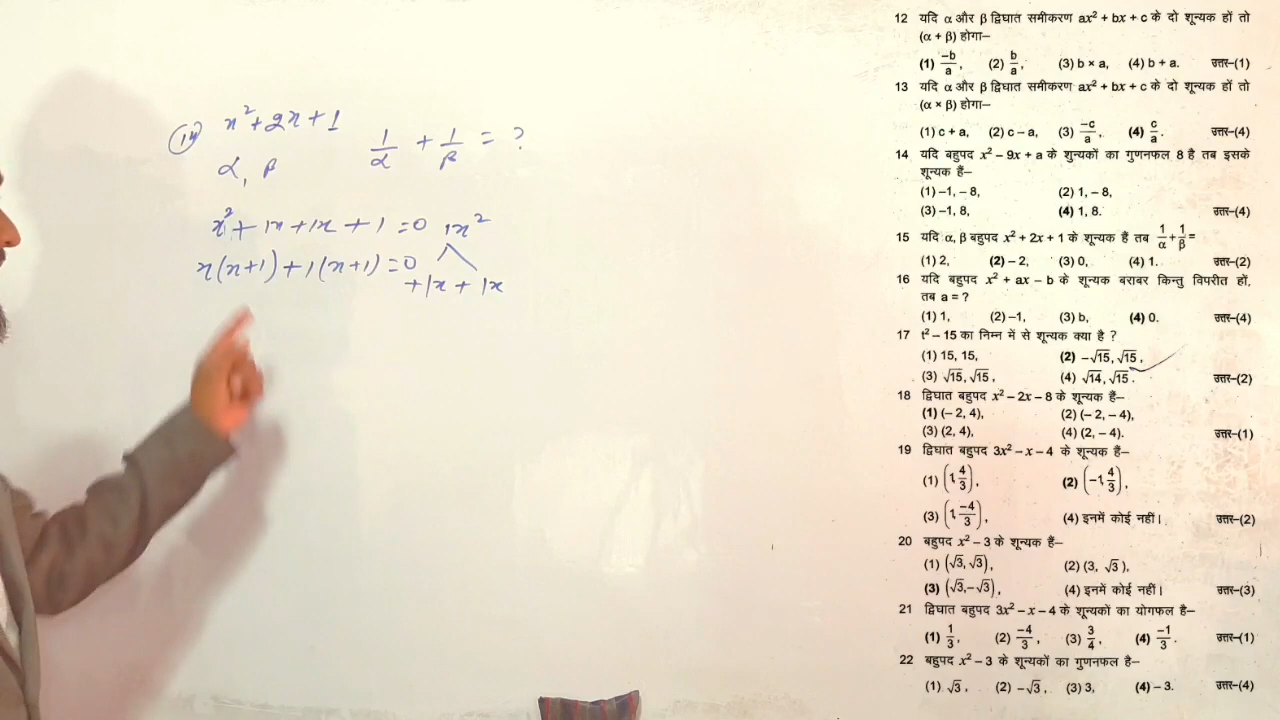 (15) x² + 2x + 1
1/α + 1/β = ?
α, β
x² + 1x + 1x + 1 = 0 1x²
x(x+1) + 1(x+1) = 0
+1x + 1x
12 यदि α और β द्विघात समीकरण ax² + bx + c के दो शून्यक हों तो
(α + β) होगा–
(1) -b/a, (2) b/a, (3) b × a, (4) b + a. उत्तर–(1)
13 यदि α और β द्विघात समीकरण ax² + bx + c के दो शून्यक हों तो
(α × β) होगा–
(1) c + a, (2) c – a, (3) -c/a, (4) c/a. उत्तर–(4)
14 यदि बहुपद x² – 9x + a के शुन्यकों का गुणनफल 8 है तब इसके
शून्यक हैं–
(1) –1, – 8, (2) 1, – 8,
(3) –1, 8, (4) 1, 8. उत्तर–(4)
15 यदि α, β बहुपद x² + 2x + 1 के शून्यक हैं तब 1/α + 1/β =
(1) 2, (2) – 2, (3) 0, (4) 1. उत्तर–(2)
16 यदि बहुपद x² + ax – b के शून्यक बराबर किन्तु विपरीत हों,
तब a = ?
(1) 1, (2) –1, (3) b, (4) 0. उत्तर–(4)
17 t² – 15 का निम्न में से शून्यक क्या है ?
(1) 15, 15, (2) –√15, √15,
(3) √15, √15, (4) √14, √15. उत्तर–(2)
18 द्विघात बहुपद x² – 2x – 8 के शून्यक हैं–
(1) (– 2, 4), (2) (– 2, – 4),
(3) (2, 4), (4) (2, – 4). उत्तर–(1)
19 द्विघात बहुपद 3x² – x – 4 के शून्यक हैं–
(1) (1, 4/3), (2) (–1, 4/3),
(3) (1, -4/3), (4) इनमें कोई नहीं। उत्तर–(2)
20 बहुपद x² – 3 के शून्यक हैं–
(1) (√3, √3), (2) (3, √3),
(3) (√3, –√3), (4) इनमें कोई नहीं। उत्तर–(3)
21 द्विघात बहुपद 3x² – x – 4 के शून्यकों का योगफल है–
(1) 1/3, (2) -4/3, (3) 3/4, (4) -1/3. उत्तर–(1)
22 बहुपद x² – 3 के शून्यकों का गुणनफल है–
(1) √3, (2) – √3, (3) 3, (4) – 3. उत्तर–(4)